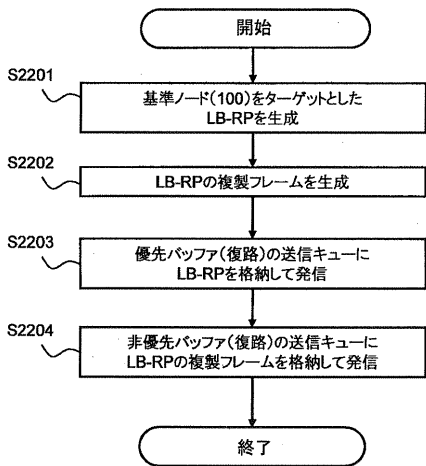 開始
S2201
基準ノード(100)をターゲットとした
LB-RPを生成
S2202
LB-RPの複製フレームを生成
S2203
優先バッファ(復路)の送信キューに
LB-RPを格納して発信
S2204
非優先バッファ(復路)の送信キューに
LB-RPの複製フレームを格納して発信
終了